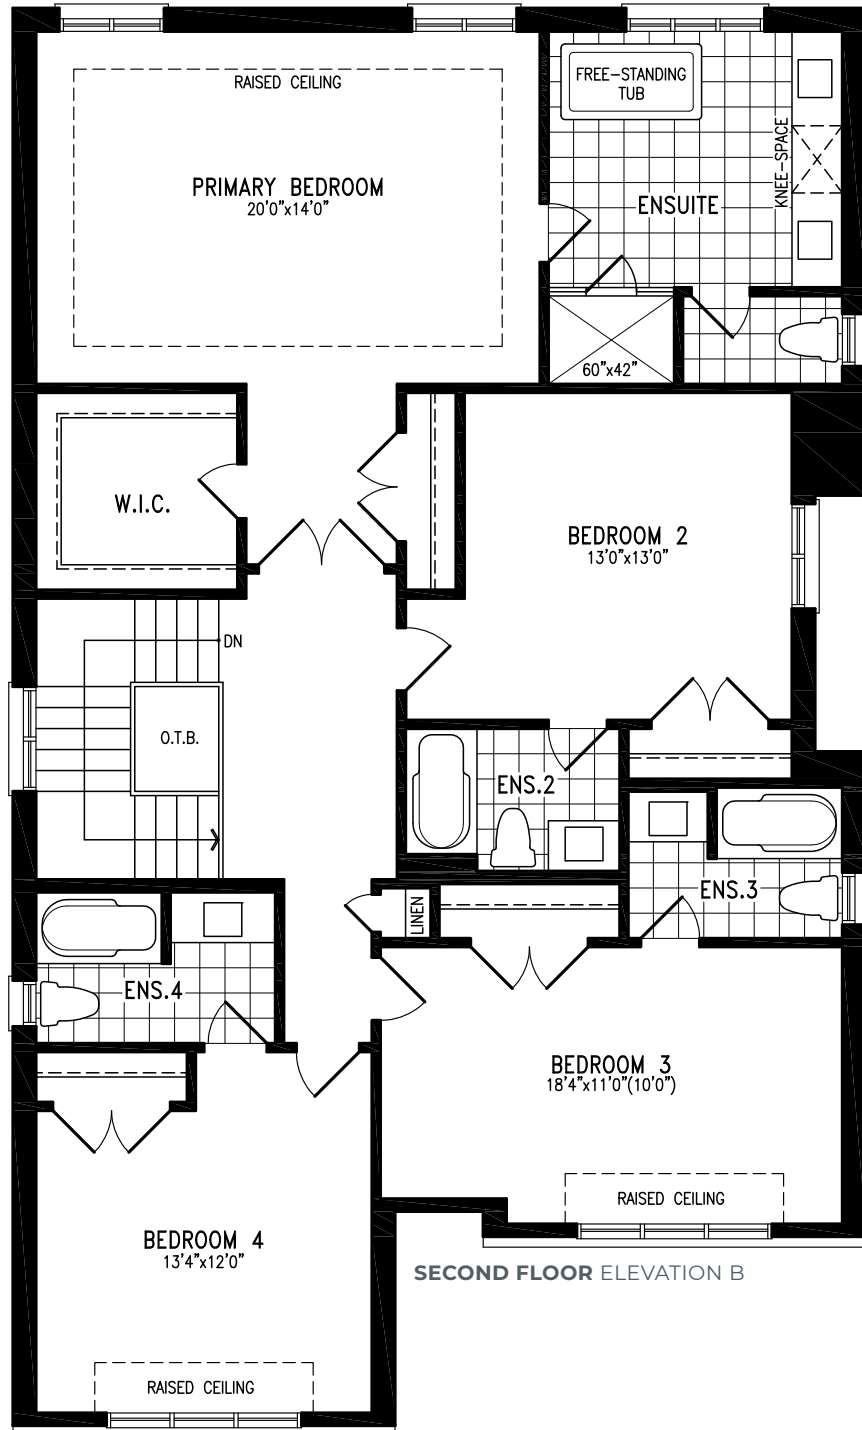 RAISED CEILING
PRIMARY BEDROOM
20'0"x14'0"
FREE-STANDING
TUB
KNEE-SPACE
ENSUITE
60"x42"
W.I.C.
BEDROOM 2
13'0"x13'0"
DN
O.T.B.
ENS.2
ENS.3
LINEN
ENS.4
BEDROOM 3
18'4"x11'0"(10'0")
RAISED CEILING
BEDROOM 4
13'4"x12'0"
SECOND FLOOR ELEVATION B
RAISED CEILING